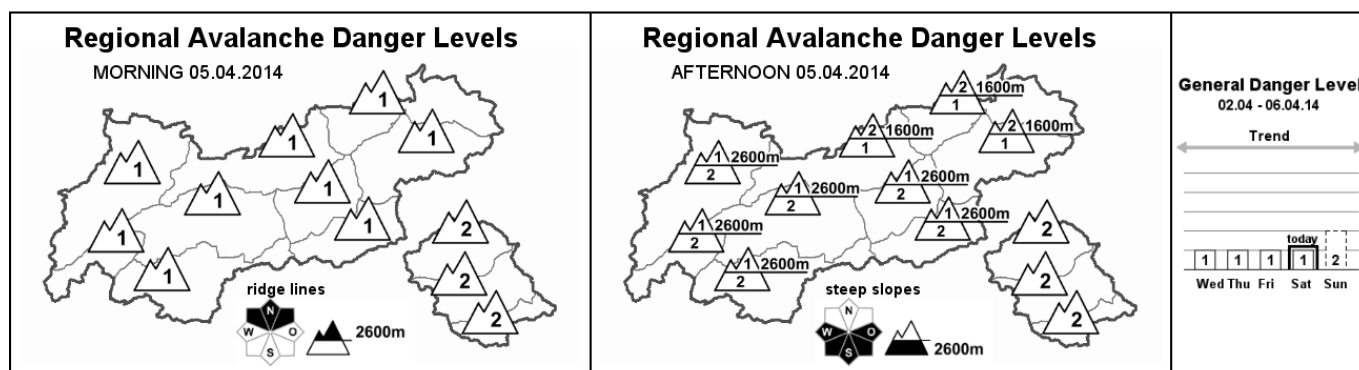 Regional Avalanche Danger Levels
MORNING 05.04.2014
1
1
1
1
1
1
1
1
1
2
2
2
ridge lines
N
W O
S
2600m
Regional Avalanche Danger Levels
AFTERNOON 05.04.2014
2 1600m
1
2 1600m
1
2 1600m
1
1 2600m
2
1 2600m
2
1 2600m
2
1 2600m
2
1 2600m
2
1 2600m
2
2
2
2
steep slopes
N
W O
S
2600m
General Danger Level
02.04 - 06.04.14
Trend
today
1 1 1 1 2
Wed Thu Fri Sat Sun